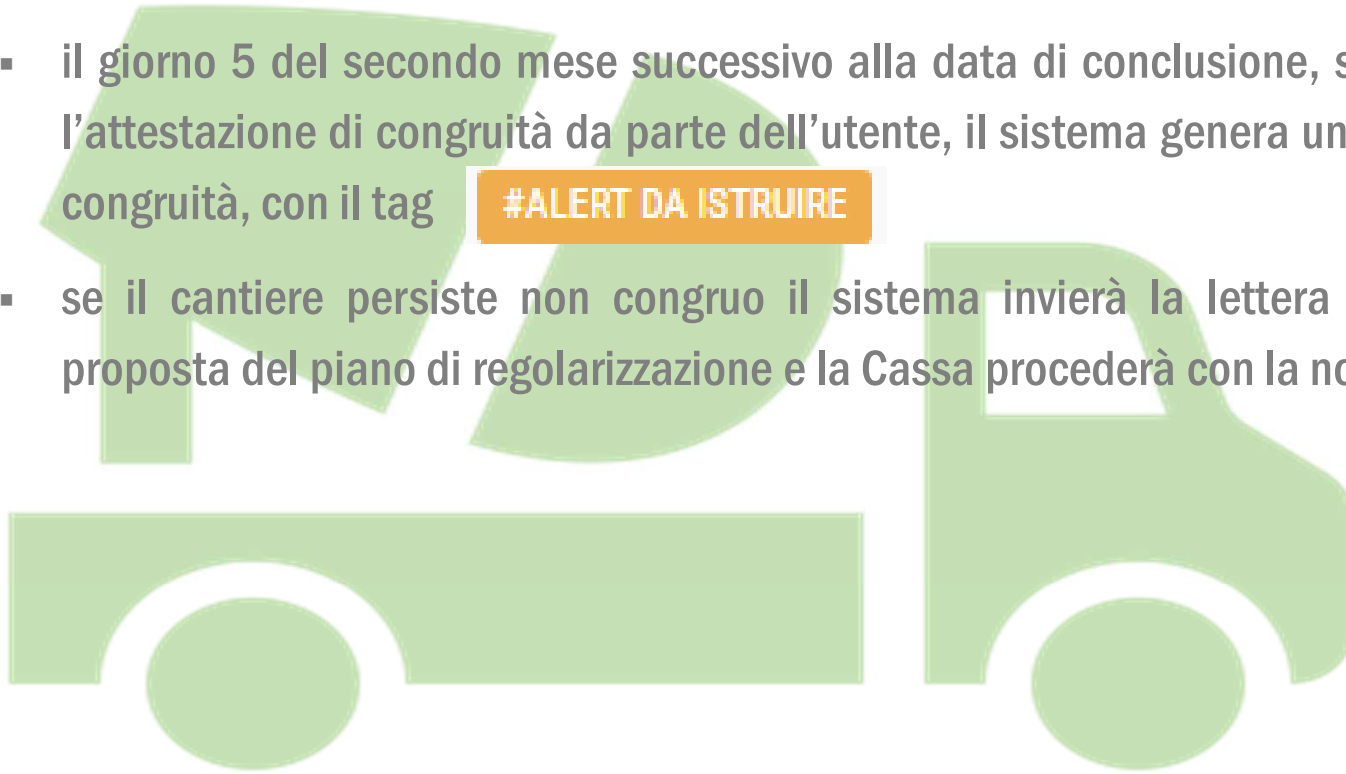 ▪ il giorno 5 del secondo mese successivo alla data di conclusione,
l’attestazione di congruità da parte dell’utente, il sistema genera un
congruità, con il tag #ALERT DA ISTRUIRE
▪ se il cantiere persiste non congruo il sistema invierà la lettera
proposta del piano di regolarizzazione e la Cassa procederà con la